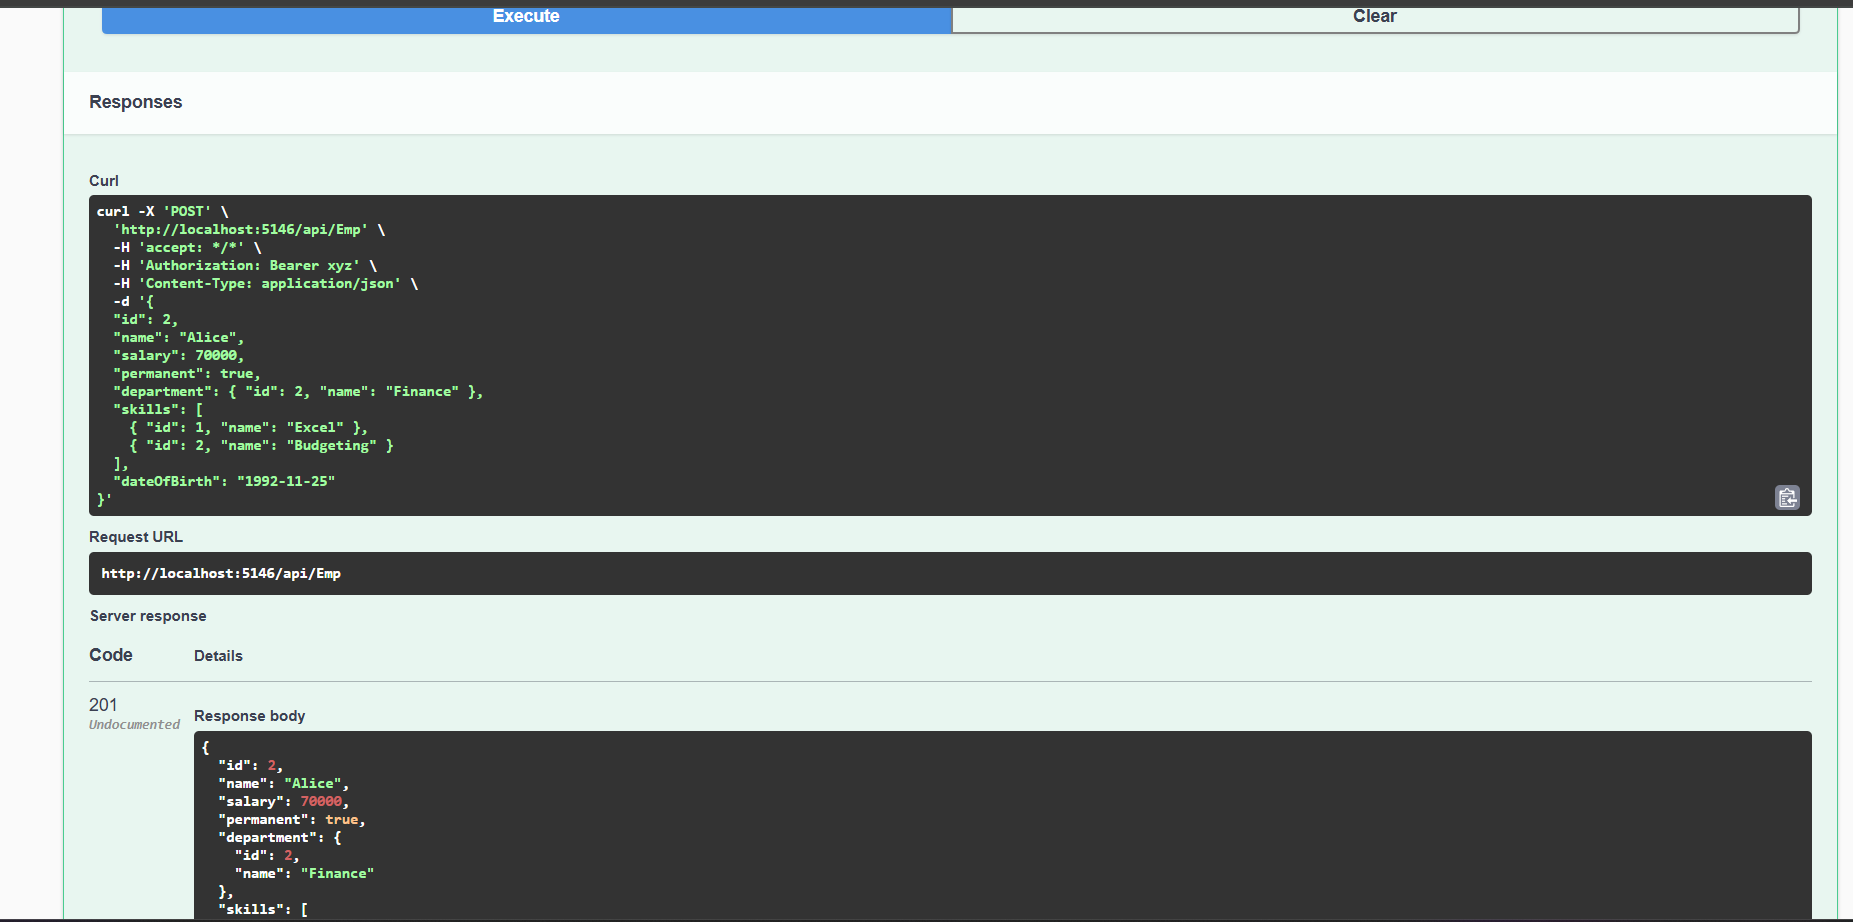 Execute
Clear
Responses
Curl
curl -X 'POST' \
  'http://localhost:5146/api/Emp' \
  -H 'accept: */*' \
  -H 'Authorization: Bearer xyz' \
  -H 'Content-Type: application/json' \
  -d '{
  "id": 2,
  "name": "Alice",
  "salary": 70000,
  "permanent": true,
  "department": { "id": 2, "name": "Finance" },
  "skills": [
    { "id": 1, "name": "Excel" },
    { "id": 2, "name": "Budgeting" }
  ],
  "dateOfBirth": "1992-11-25"
}'
Request URL
http://localhost:5146/api/Emp
Server response
Code
Details
201
Undocumented
Response body
{
  "id": 2,
  "name": "Alice",
  "salary": 70000,
  "permanent": true,
  "department": {
    "id": 2,
    "name": "Finance"
  },
  "skills": [